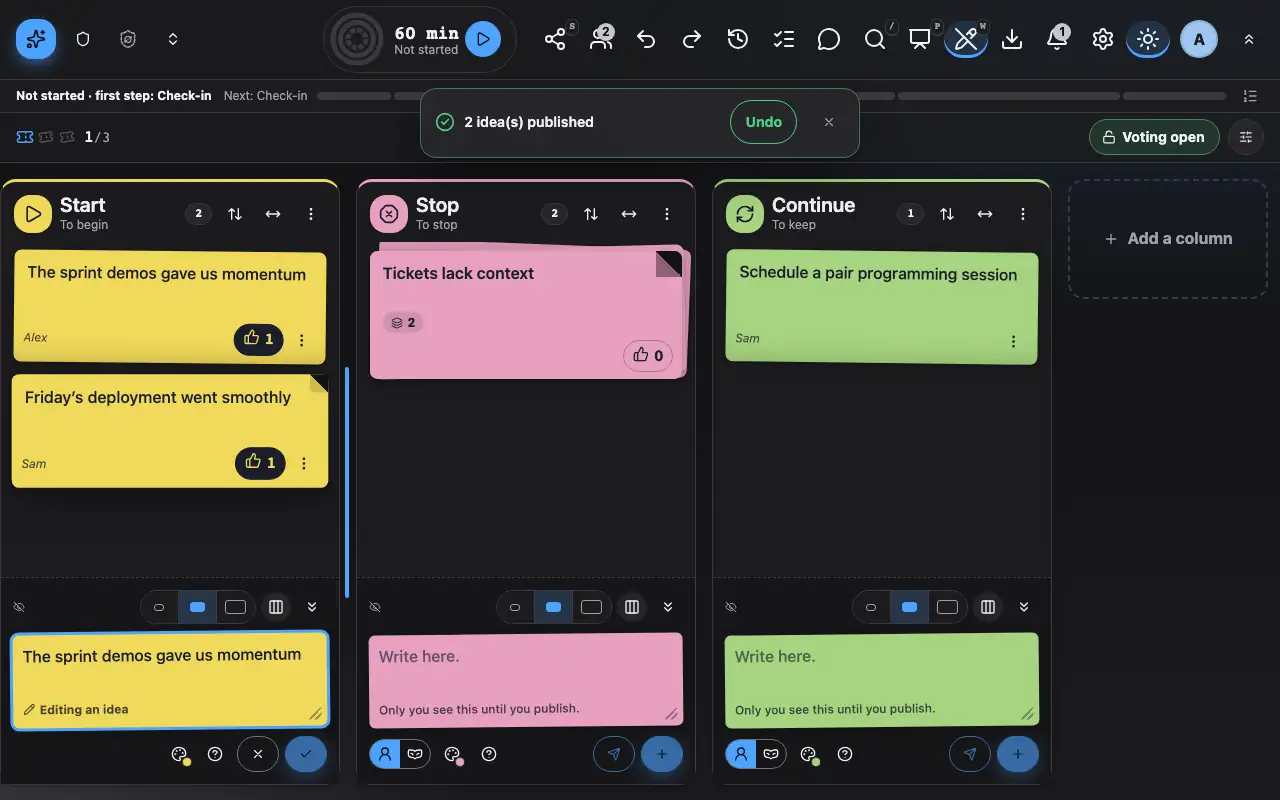 60 min
Not started
S
2
/
P
W
1
A
Not started · first step: Check-in
Next: Check-in
2 idea(s) published
Undo
1/3
Voting open
Start
To begin
2
The sprint demos gave us momentum
Alex
1
Friday’s deployment went smoothly
Sam
1
The sprint demos gave us momentum
Editing an idea
Stop
To stop
2
Tickets lack context
2
0
Write here.
Only you see this until you publish.
Continue
To keep
1
Schedule a pair programming session
Sam
Write here.
Only you see this until you publish.
+ Add a column